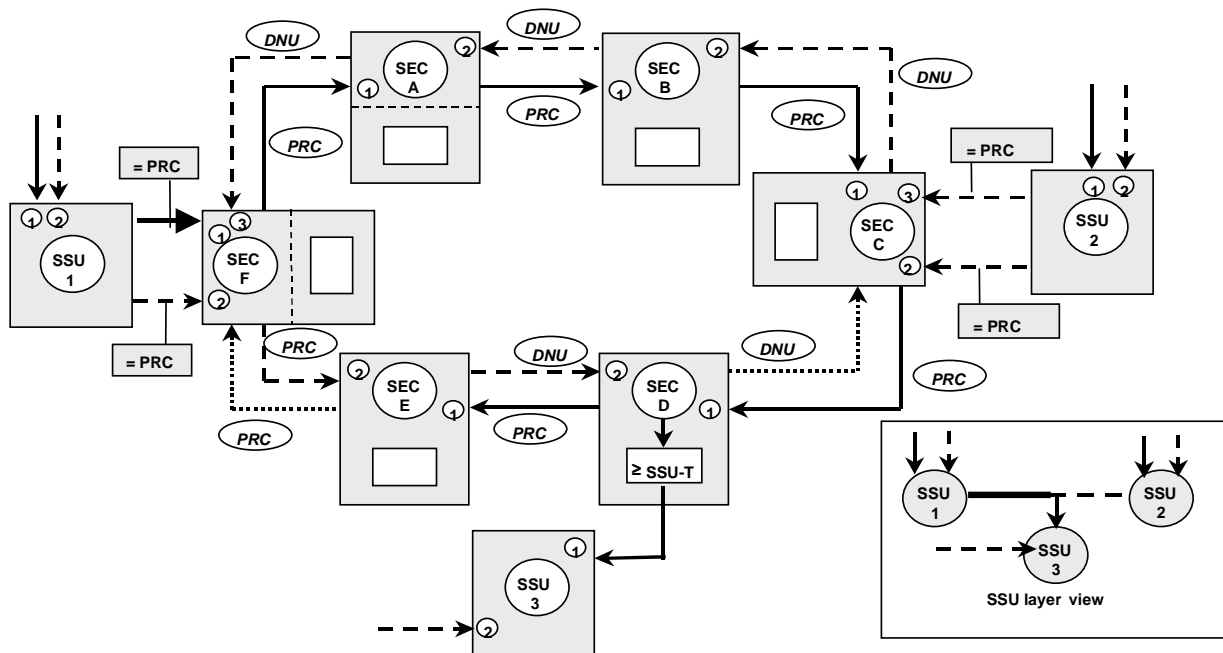 DNU
DNU
DNU
2
SEC
A
1
2
SEC
B
1
PRC
PRC
PRC
= PRC
= PRC
1
2
SSU
1
3
1
SEC
F
2
1
3
SEC
C
2
1
2
SSU
2
= PRC
= PRC
PRC
DNU
DNU
PRC
2
SEC
E
1
2
SEC
D
1
PRC
PRC
≥ SSU-T
1
SSU
3
2
SSU
1
SSU
2
SSU
3
SSU layer view